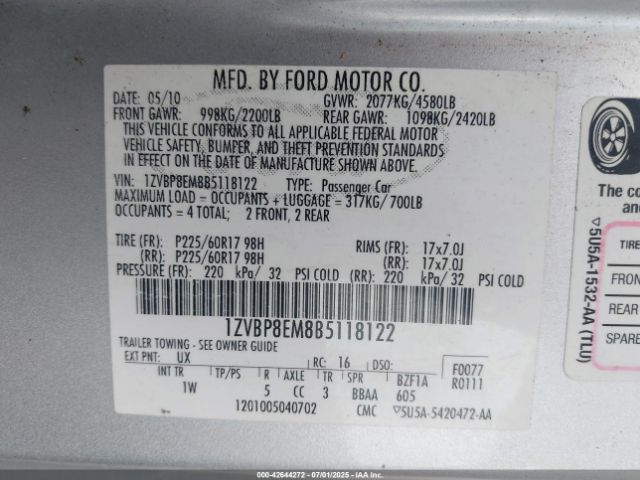 MFD. BY FORD MOTOR CO.
DATE: 05/10 GVWR: 2077KG/4580LB
FRONT GAWR: 998KG/2200LB REAR GAWR: 1098KG/2420LB
THIS VEHICLE CONFORMS TO ALL APPLICABLE FEDERAL MOTOR
VEHICLE SAFETY, BUMPER, AND THEFT PREVENTION STANDARDS
IN EFFECT ON THE DATE OF MANUFACTURE SHOWN ABOVE.
VIN: 1ZVBP8EM8B5118122 TYPE: Passenger Car
MAXIMUM LOAD = OCCUPANTS + LUGGAGE = 317KG/700LB
OCCUPANTS = 4 TOTAL; 2 FRONT, 2 REAR
TIRE (FR): P225/60R17 98H RIMS (FR): 17x7.0J
(RR): P225/60R17 98H (RR): 17x7.0J
PRESSURE (FR): 220 kPa/ 32 PSI COLD (RR): 220 kPa/ 32 PSI COLD
1ZVBP8EM8B5118122
TRAILER TOWING - SEE OWNER GUIDE
EXT PNT: UX RC: 16 DSO: F0077
INT TR TP/PS R AXLE TR SPR BZF1A R0111
1W 5 CC 3 BBAA 605
1201005040702 CMC ▽5U5A-5420472-AA
The co
an
▽5U5A-1532-AA (TLU)
TIRE
FRON
REAR
SPARE
000-42644272 - 07/01/2025 - IAAI.COM